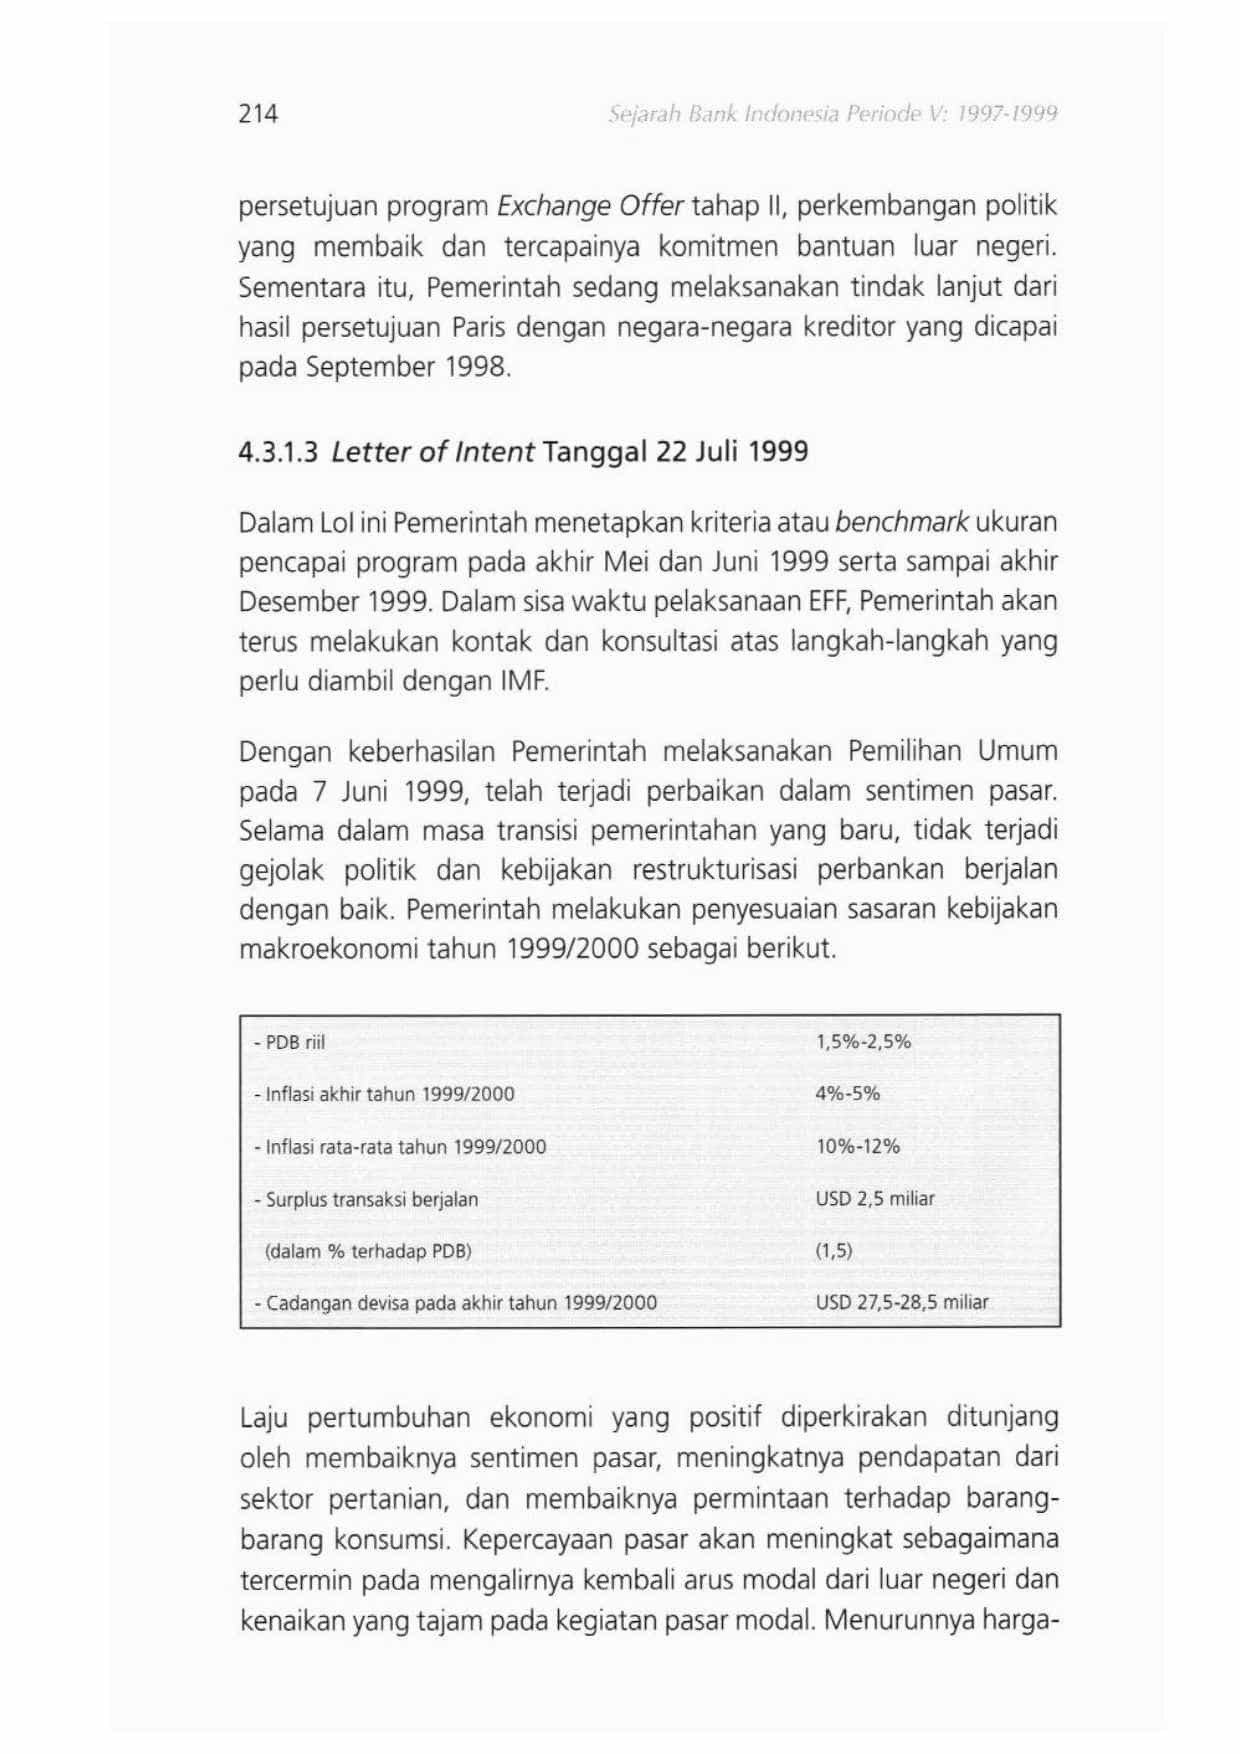 214
Sejarah Bank Indonesia Periode V: 1997-1999
persetujuan program Exchange Offer tahap II, perkembangan politik
yang membaik dan tercapainya komitmen bantuan luar negeri.
Sementara itu, Pemerintah sedang melaksanakan tindak lanjut dari
hasil persetujuan Paris dengan negara-negara kreditor yang dicapai
pada September 1998.
4.3.1.3 Letter of Intent Tanggal 22 Juli 1999
Dalam LoI ini Pemerintah menetapkan kriteria atau benchmark ukuran
pencapai program pada akhir Mei dan Juni 1999 serta sampai akhir
Desember 1999. Dalam sisa waktu pelaksanaan EFF, Pemerintah akan
terus melakukan kontak dan konsultasi atas langkah-langkah yang
perlu diambil dengan IMF.
Dengan keberhasilan Pemerintah melaksanakan Pemilihan Umum
pada 7 Juni 1999, telah terjadi perbaikan dalam sentimen pasar.
Selama dalam masa transisi pemerintahan yang baru, tidak terjadi
gejolak politik dan kebijakan restrukturisasi perbankan berjalan
dengan baik. Pemerintah melakukan penyesuaian sasaran kebijakan
makroekonomi tahun 1999/2000 sebagai berikut.
- PDB riil 1,5%-2,5%
- Inflasi akhir tahun 1999/2000 4%-5%
- Inflasi rata-rata tahun 1999/2000 10%-12%
- Surplus transaksi berjalan USD 2,5 miliar
(dalam % terhadap PDB) (1,5)
- Cadangan devisa pada akhir tahun 1999/2000 USD 27,5-28,5 miliar
Laju pertumbuhan ekonomi yang positif diperkirakan ditunjang
oleh membaiknya sentimen pasar, meningkatnya pendapatan dari
sektor pertanian, dan membaiknya permintaan terhadap barang-
barang konsumsi. Kepercayaan pasar akan meningkat sebagaimana
tercermin pada mengalirnya kembali arus modal dari luar negeri dan
kenaikan yang tajam pada kegiatan pasar modal. Menurunnya harga-